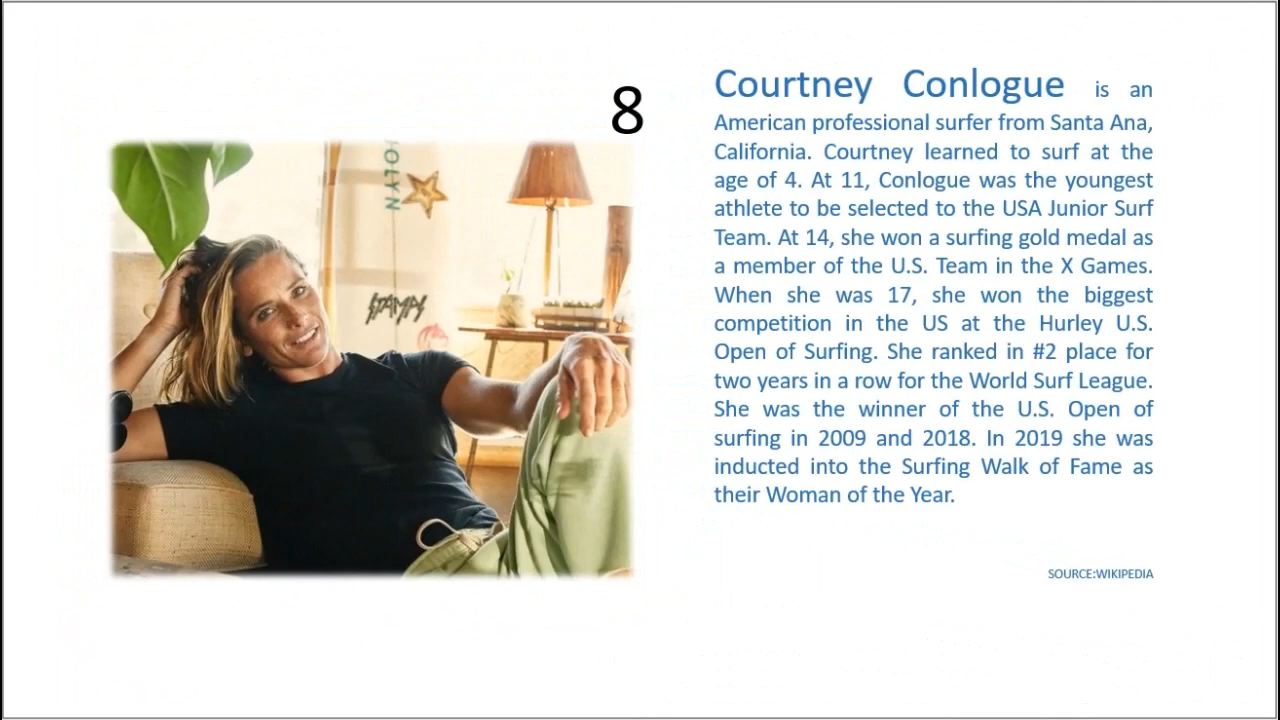 8
Courtney Conlogue is an
American professional surfer from Santa Ana,
California. Courtney learned to surf at the
age of 4. At 11, Conlogue was the youngest
athlete to be selected to the USA Junior Surf
Team. At 14, she won a surfing gold medal as
a member of the U.S. Team in the X Games.
When she was 17, she won the biggest
competition in the US at the Hurley U.S.
Open of Surfing. She ranked in #2 place for
two years in a row for the World Surf League.
She was the winner of the U.S. Open of
surfing in 2009 and 2018. In 2019 she was
inducted into the Surfing Walk of Fame as
their Woman of the Year.
SOURCE:WIKIPEDIA
JOLYN
STAMPS